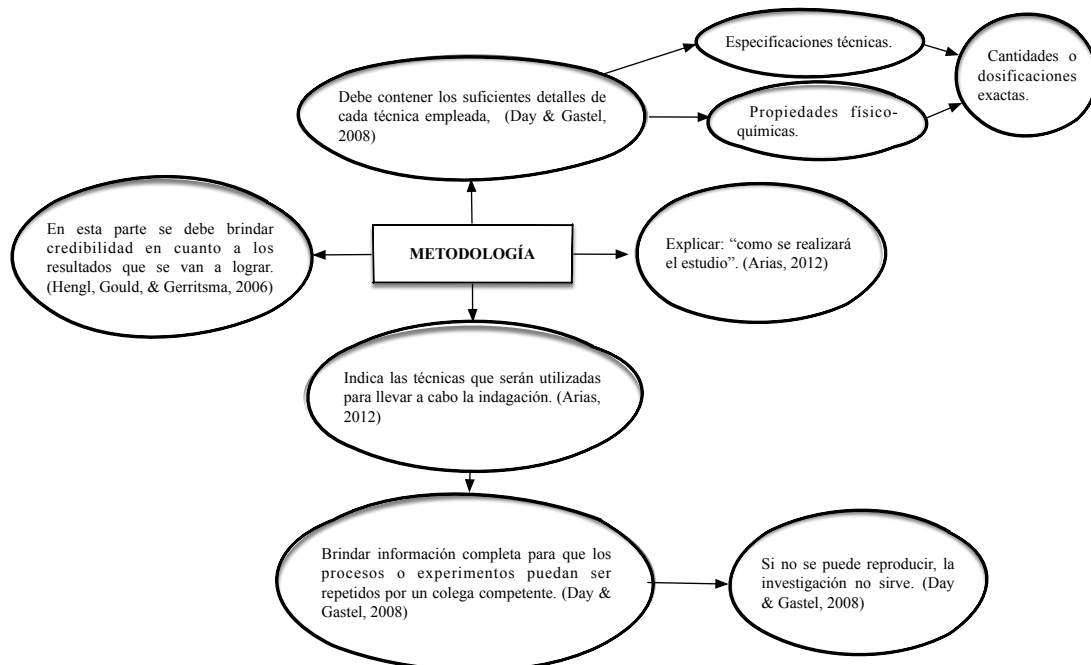 Especificaciones técnicas.
Cantidades o
dosificaciones
exactas.
Debe contener los suficientes detalles de
cada técnica empleada, (Day & Gastel,
2008)
Propiedades físico-
químicas.
En esta parte se debe brindar
credibilidad en cuanto a los
resultados que se van a lograr.
(Hengl, Gould, & Gerritsma, 2006)
METODOLOGÍA
Explicar: “como se realizará
el estudio”. (Arias, 2012)
Indica las técnicas que serán utilizadas
para llevar a cabo la indagación. (Arias,
2012)
Brindar información completa para que los
procesos o experimentos puedan ser
repetidos por un colega competente. (Day &
Gastel, 2008)
Si no se puede reproducir, la
investigación no sirve. (Day
& Gastel, 2008)